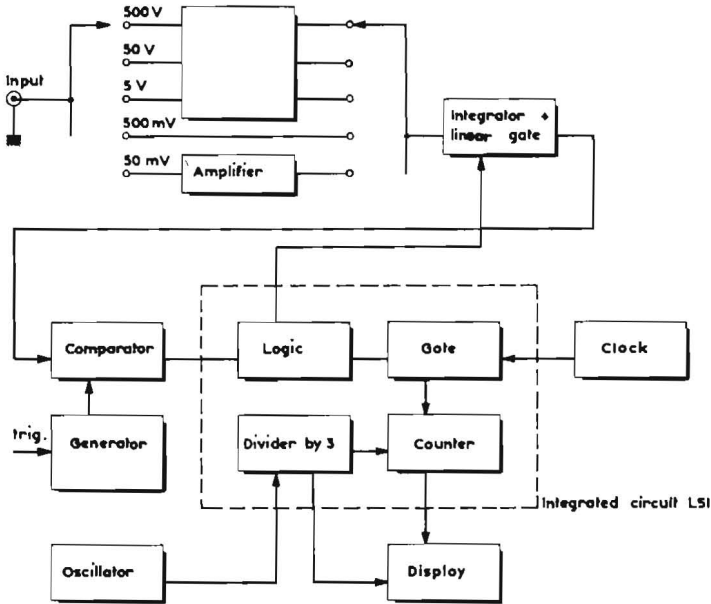 500 V
50 V
Input
5 V
500 mV
50 mV
Amplifier
Integrator +
linear gate
Comparator
Logic
Gate
Clock
trig.
Generator
Divider by 3
Counter
Integrated circuit LSI
Oscillator
Display